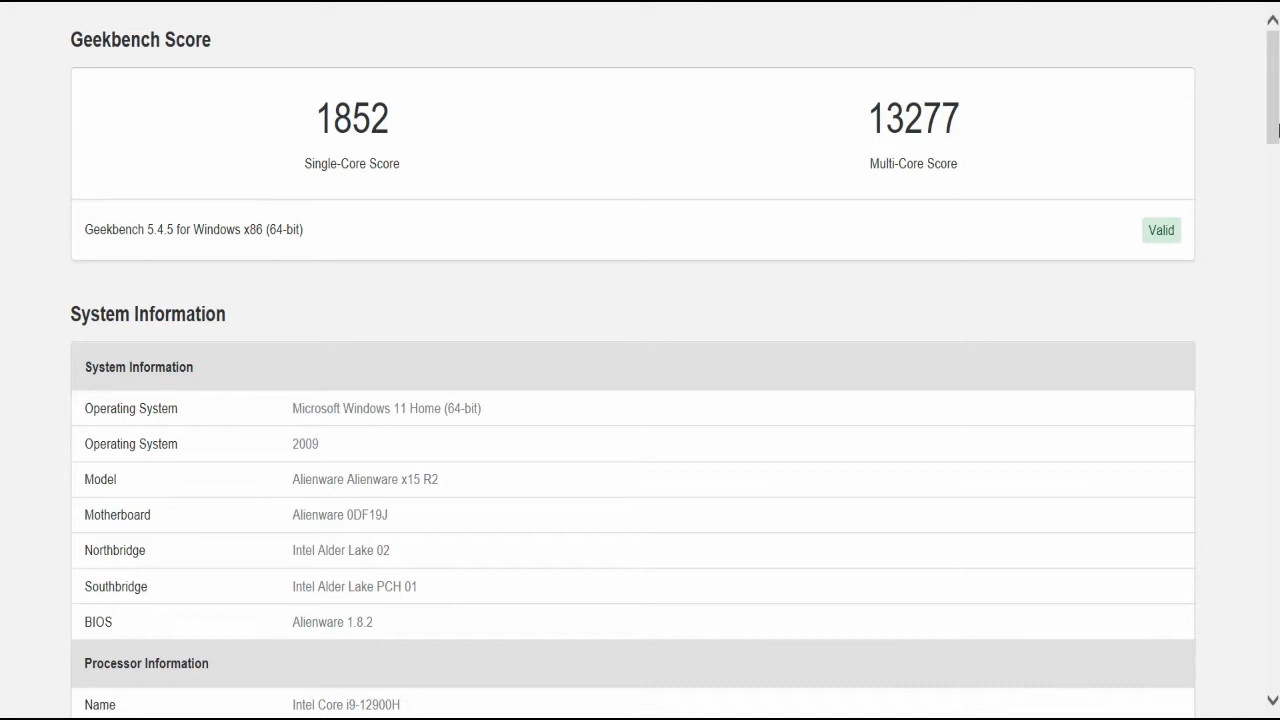 Geekbench Score
1852
13277
Single-Core Score
Multi-Core Score
Geekbench 5.4.5 for Windows x86 (64-bit)
Valid
System Information
System Information
Operating System Microsoft Windows 11 Home (64-bit)
Operating System 2009
Model Alienware Alienware x15 R2
Motherboard Alienware 0DF19J
Northbridge Intel Alder Lake 02
Southbridge Intel Alder Lake PCH 01
BIOS Alienware 1.8.2
Processor Information
Name Intel Core i9-12900H